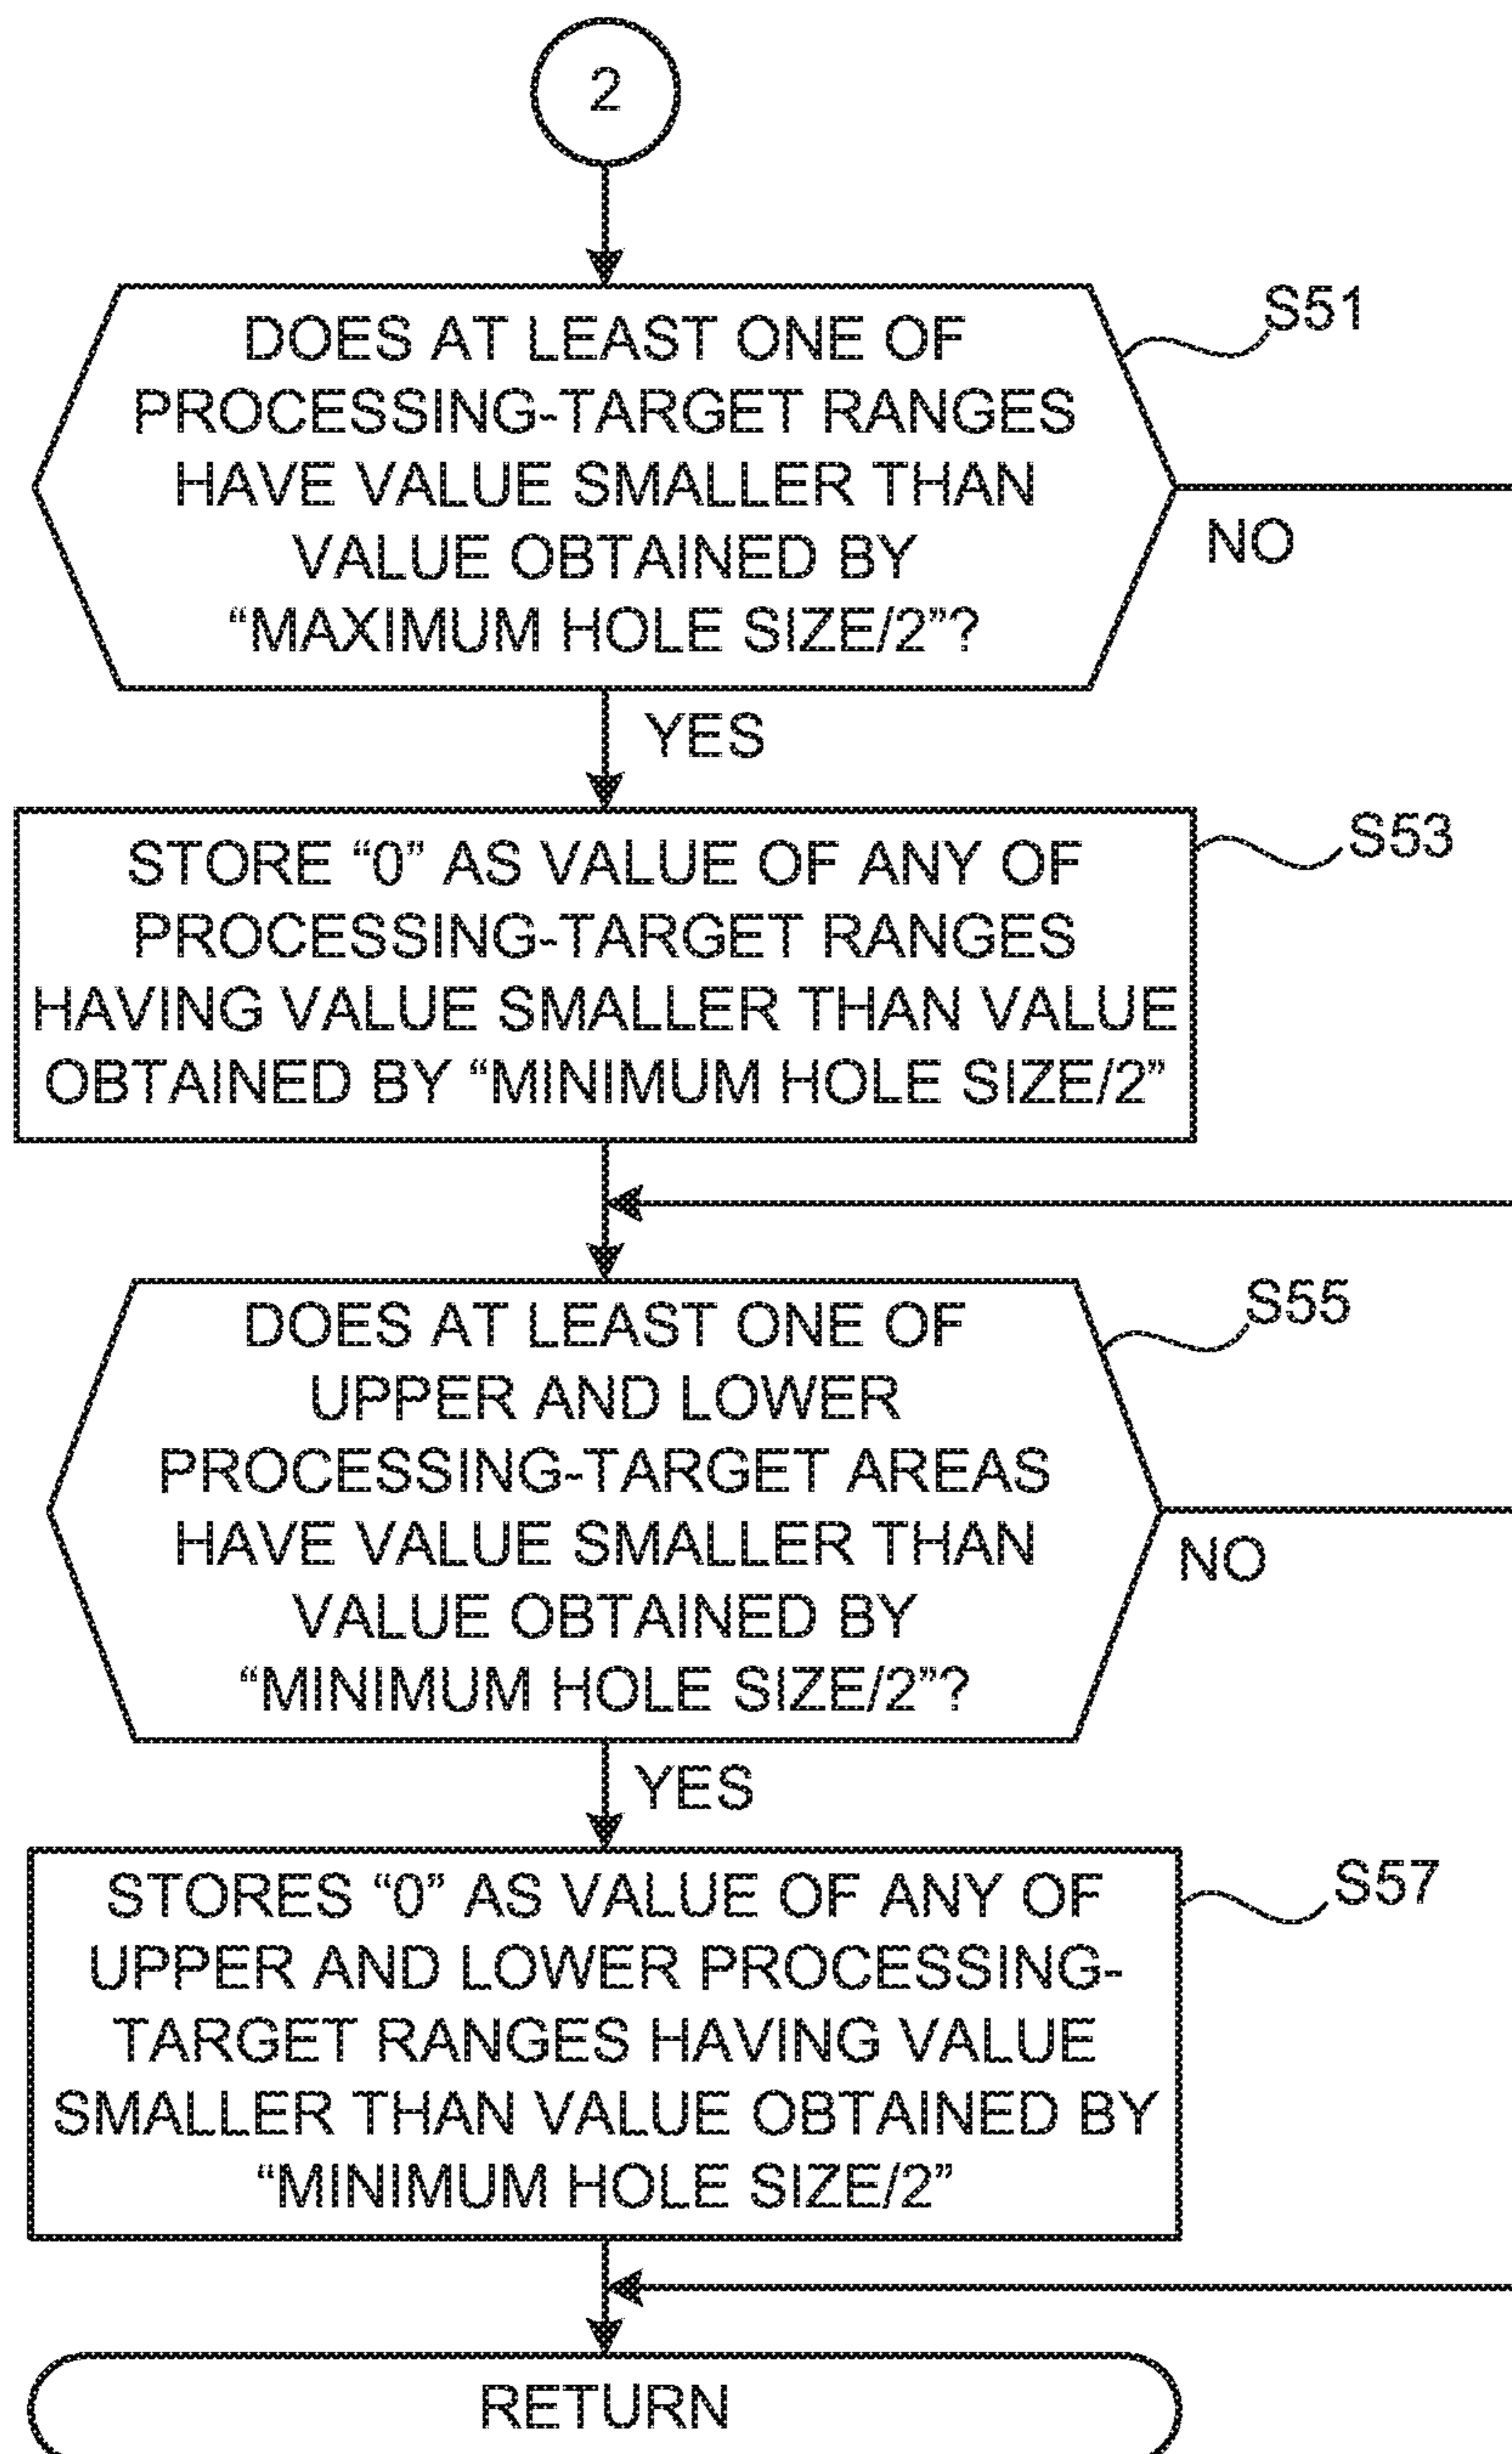 2
DOES AT LEAST ONE OF
PROCESSING-TARGET RANGES
HAVE VALUE SMALLER THAN
VALUE OBTAINED BY
“MAXIMUM HOLE SIZE/2”?
S51
NO
YES
STORE “0” AS VALUE OF ANY OF
PROCESSING-TARGET RANGES
HAVING VALUE SMALLER THAN VALUE
OBTAINED BY “MINIMUM HOLE SIZE/2”
S53
DOES AT LEAST ONE OF
UPPER AND LOWER
PROCESSING-TARGET AREAS
HAVE VALUE SMALLER THAN
VALUE OBTAINED BY
“MINIMUM HOLE SIZE/2”?
S55
NO
YES
STORES “0” AS VALUE OF ANY OF
UPPER AND LOWER PROCESSING-
TARGET RANGES HAVING VALUE
SMALLER THAN VALUE OBTAINED BY
“MINIMUM HOLE SIZE/2”
S57
RETURN